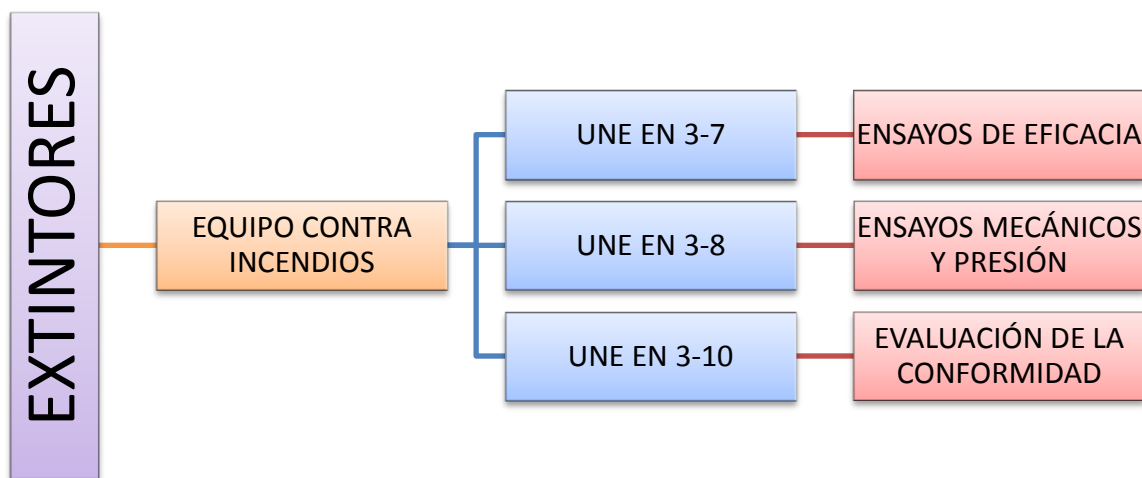 EXTINTORES
EQUIPO CONTRA
INCENDIOS
UNE EN 3-7
ENSAYOS DE EFICACIA
UNE EN 3-8
ENSAYOS MECÁNICOS
Y PRESIÓN
UNE EN 3-10
EVALUACIÓN DE LA
CONFORMIDAD